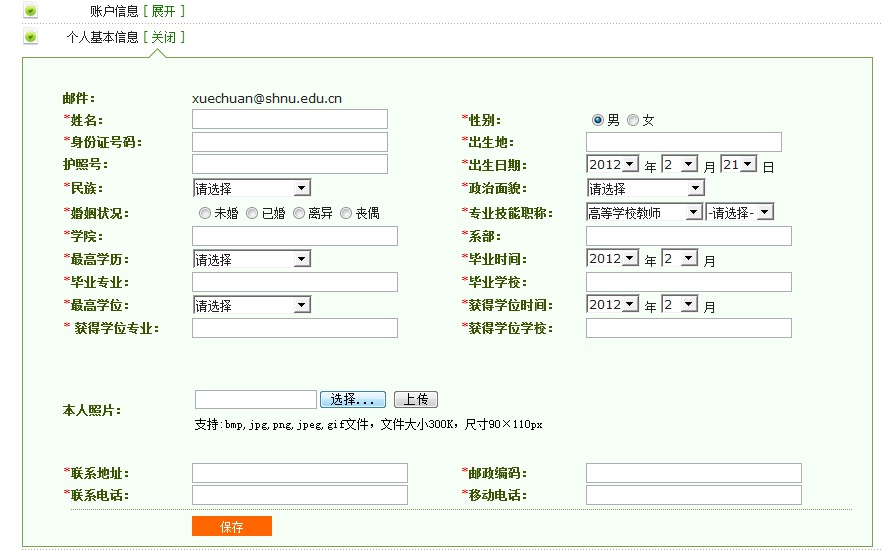 账户信息 [ 展开 ]
个人基本信息 [ 关闭 ]
邮件： xuechuan@shnu.edu.cn
*姓名： *性别： 男 女
*身份证号码： *出生地：
护照号： *出生日期： 2012 年 2 月 21 日
*民族： 请选择 *政治面貌： 请选择
*婚姻状况： 未婚 已婚 离异 丧偶 *专业技能职称： 高等学校教师 -请选择-
*学院： *系部：
*最高学历： 请选择 *毕业时间： 2012 年 2 月
*毕业专业： *毕业学校：
*最高学位： 请选择 *获得学位时间： 2012 年 2 月
* 获得学位专业： *获得学位学校：
本人照片： 选择... 上传
支持:bmp,jpg,png,jpeg,gif文件，文件大小300K，尺寸90×110px
*联系地址： *邮政编码：
*联系电话： *移动电话：
保存